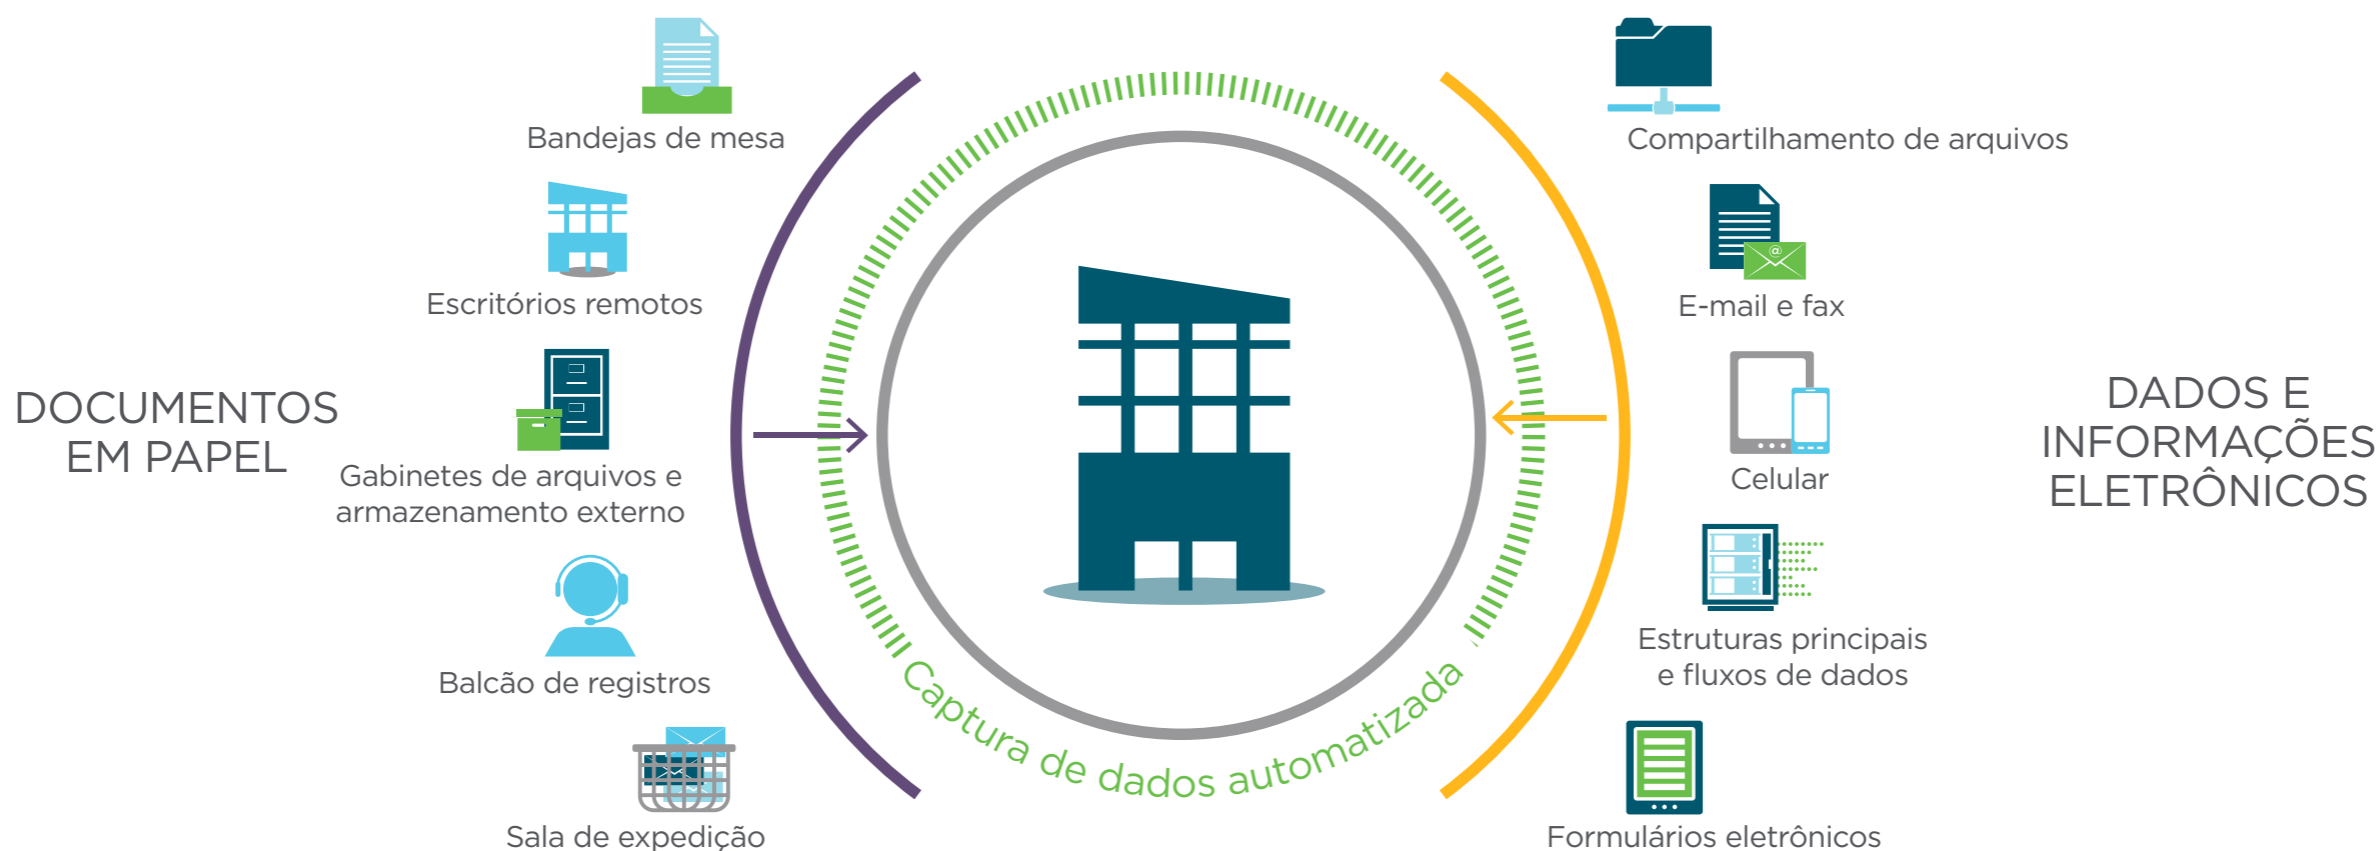 DOCUMENTOS
EM PAPEL
Bandejas de mesa
Escritórios remotos
Gabinetes de arquivos e
armazenamento externo
Balcão de registros
Sala de expedição
Captura de dados automatizada
Compartilhamento de arquivos
@
E-mail e fax
Celular
Estruturas principais
e fluxos de dados
Formulários eletrônicos
DADOS E
INFORMAÇÕES
ELETRÔNICOS